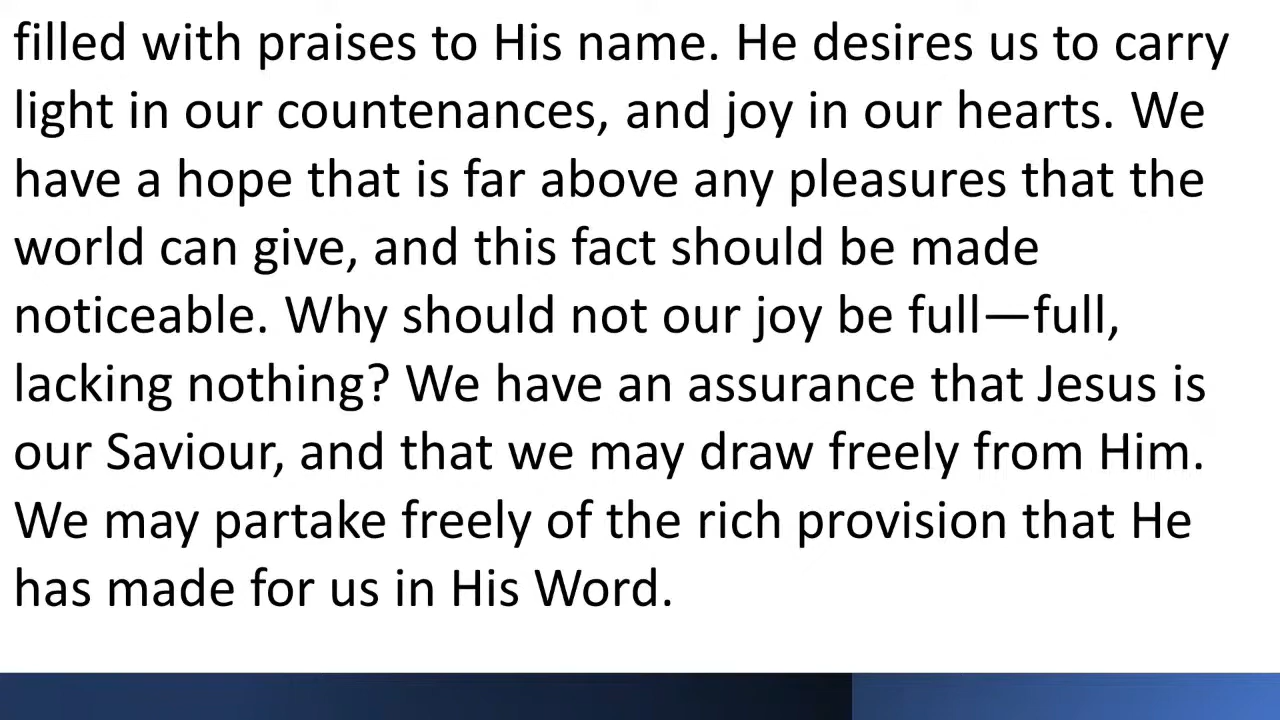 filled with praises to His name. He desires us to carry
light in our countenances, and joy in our hearts. We
have a hope that is far above any pleasures that the
world can give, and this fact should be made
noticeable. Why should not our joy be full—full,
lacking nothing? We have an assurance that Jesus is
our Saviour, and that we may draw freely from Him.
We may partake freely of the rich provision that He
has made for us in His Word.